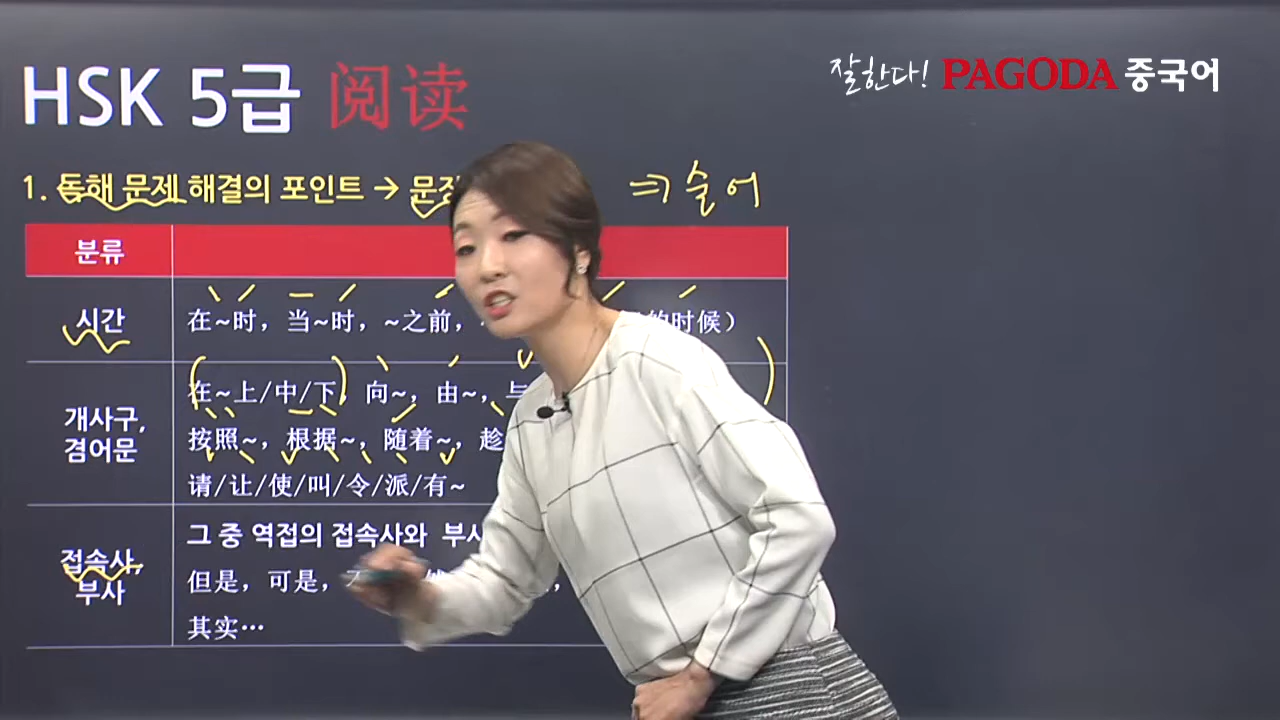 HSK 5급 阅读
잘한다! PAGODA 중국어
1. 독해 문제 해결의 포인트 →
⇒ 술어
분류
시간
在~时, 当~时, ~之前,
的时候)
개사구,
겸어문
在~上/中/下, 向~, 由~, 与
按照~, 根据~, 随着~, 趁
请/让/使/叫/令/派/有~
접속사,
부사
그 중 역접의 접속사와
但是, 可是,
其实…